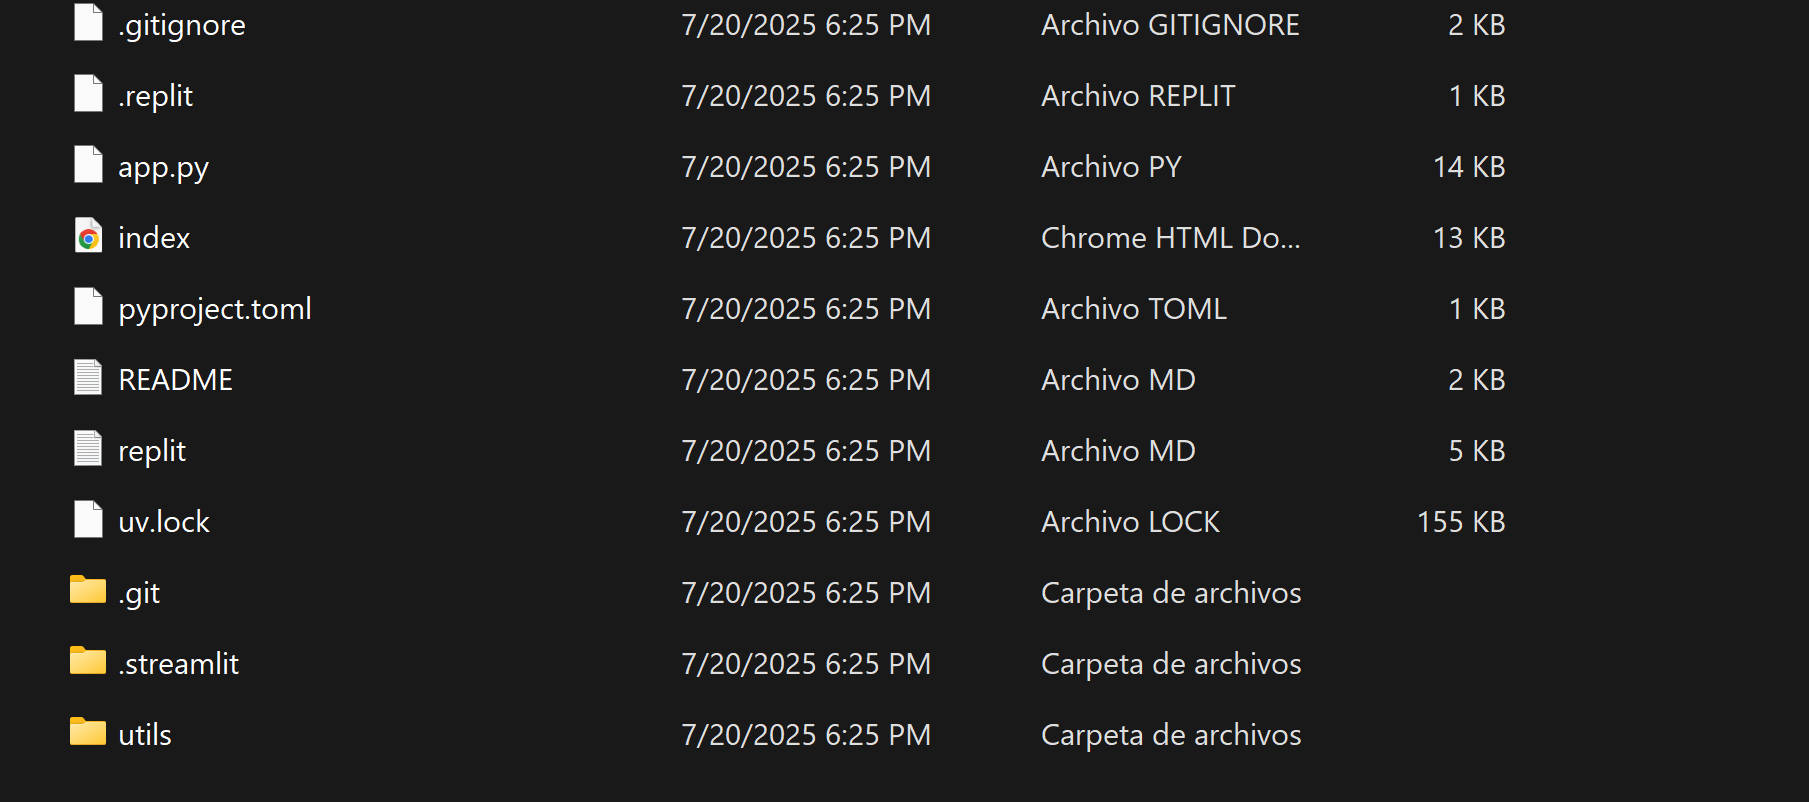 .gitignore 7/20/2025 6:25 PM Archivo GITIGNORE 2 KB
.replit 7/20/2025 6:25 PM Archivo REPLIT 1 KB
app.py 7/20/2025 6:25 PM Archivo PY 14 KB
index 7/20/2025 6:25 PM Chrome HTML Do... 13 KB
pyproject.toml 7/20/2025 6:25 PM Archivo TOML 1 KB
README 7/20/2025 6:25 PM Archivo MD 2 KB
replit 7/20/2025 6:25 PM Archivo MD 5 KB
uv.lock 7/20/2025 6:25 PM Archivo LOCK 155 KB
.git 7/20/2025 6:25 PM Carpeta de archivos
.streamlit 7/20/2025 6:25 PM Carpeta de archivos
utils 7/20/2025 6:25 PM Carpeta de archivos